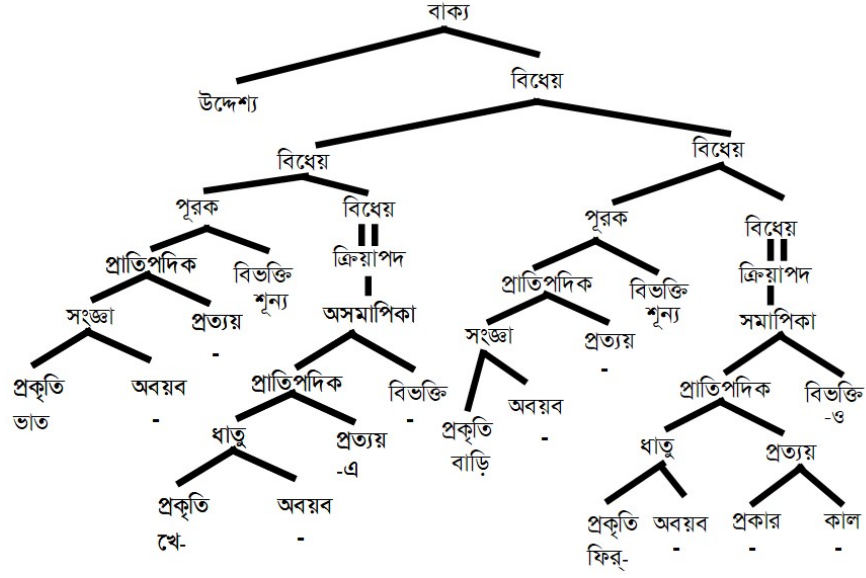 বাক্য
উদ্দেশ্য
বিধেয়
বিধেয়
বিধেয়
পূরক
বিধেয়
পূরক
বিধেয়
প্রাতিপদিক
বিভক্তি
শূন্য
ক্রিয়াপদ
প্রাতিপদিক
বিভক্তি
শূন্য
ক্রিয়াপদ
সংজ্ঞা
প্রত্যয়
-
অসমাপিকা
সংজ্ঞা
প্রত্যয়
-
সমাপিকা
প্রকৃতি
ভাত
অবয়ব
-
প্রাতিপদিক
বিভক্তি
-
প্রকৃতি
বাড়ি
অবয়ব
-
প্রাতিপদিক
বিভক্তি
-ও
ধাতু
প্রত্যয়
-এ
ধাতু
প্রত্যয়
প্রকৃতি
খে-
অবয়ব
-
প্রকৃতি
ফির্-
অবয়ব
-
প্রকার
-
কাল
-